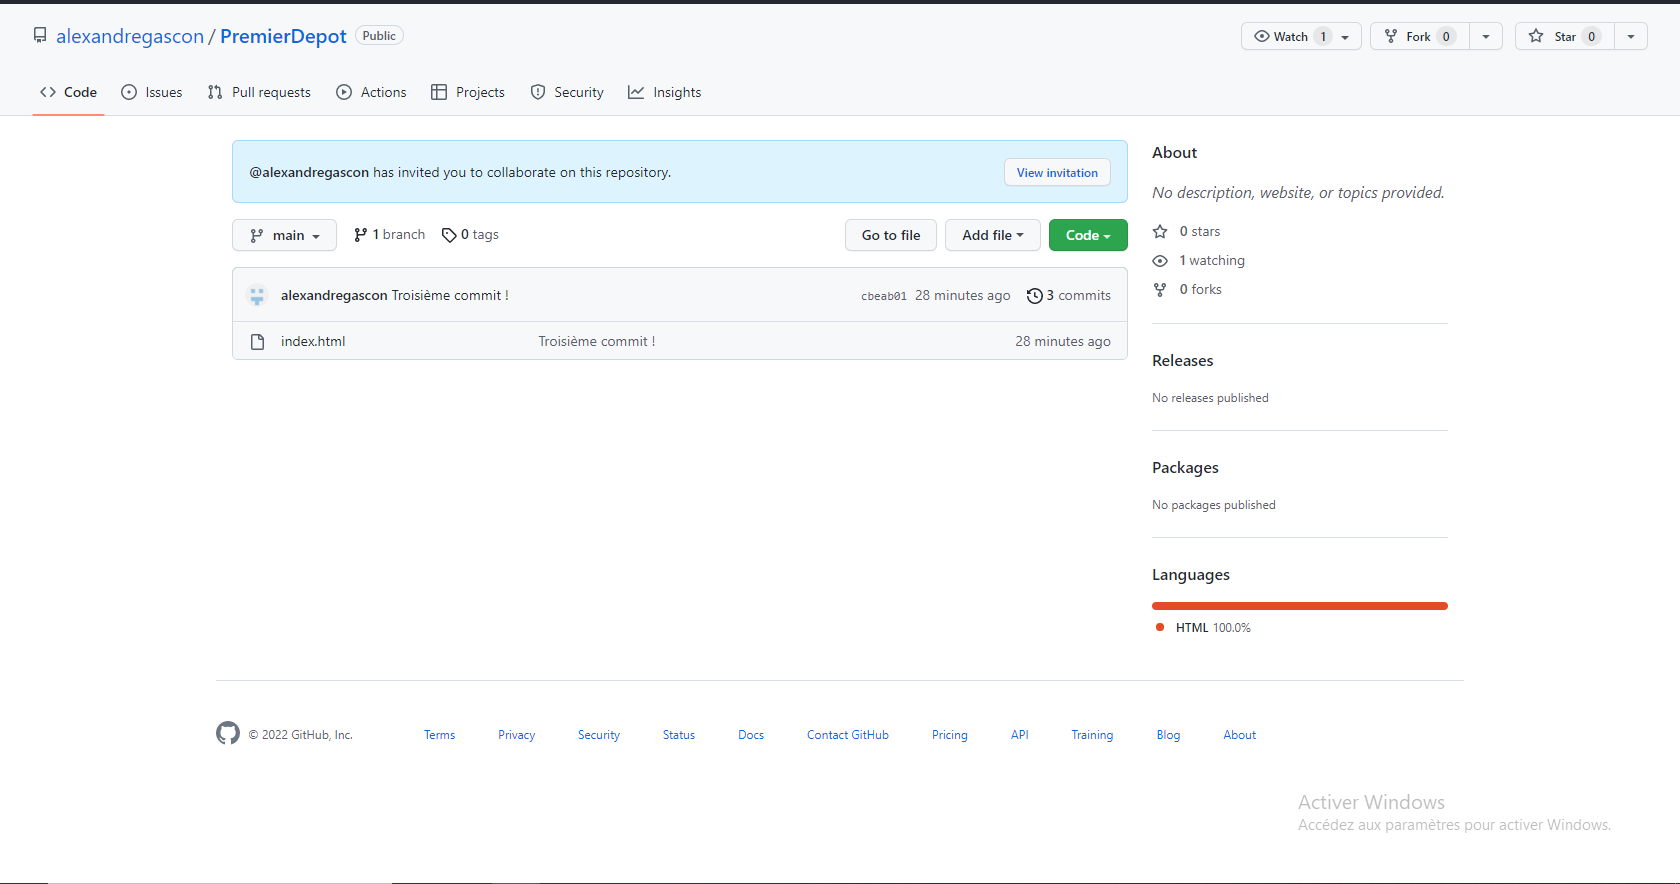 alexandregascon / PremierDepot Public
Watch 1 Fork 0 Star 0
Code Issues Pull requests Actions Projects Security Insights
@alexandregascon has invited you to collaborate on this repository. View invitation
main 1 branch 0 tags Go to file Add file Code
alexandregascon Troisième commit ! cbeab01 28 minutes ago 3 commits
index.html Troisième commit ! 28 minutes ago
About
No description, website, or topics provided.
0 stars
1 watching
0 forks
Releases
No releases published
Packages
No packages published
Languages
HTML 100.0%
© 2022 GitHub, Inc. Terms Privacy Security Status Docs Contact GitHub Pricing API Training Blog About
Activer Windows
Accédez aux paramètres pour activer Windows.